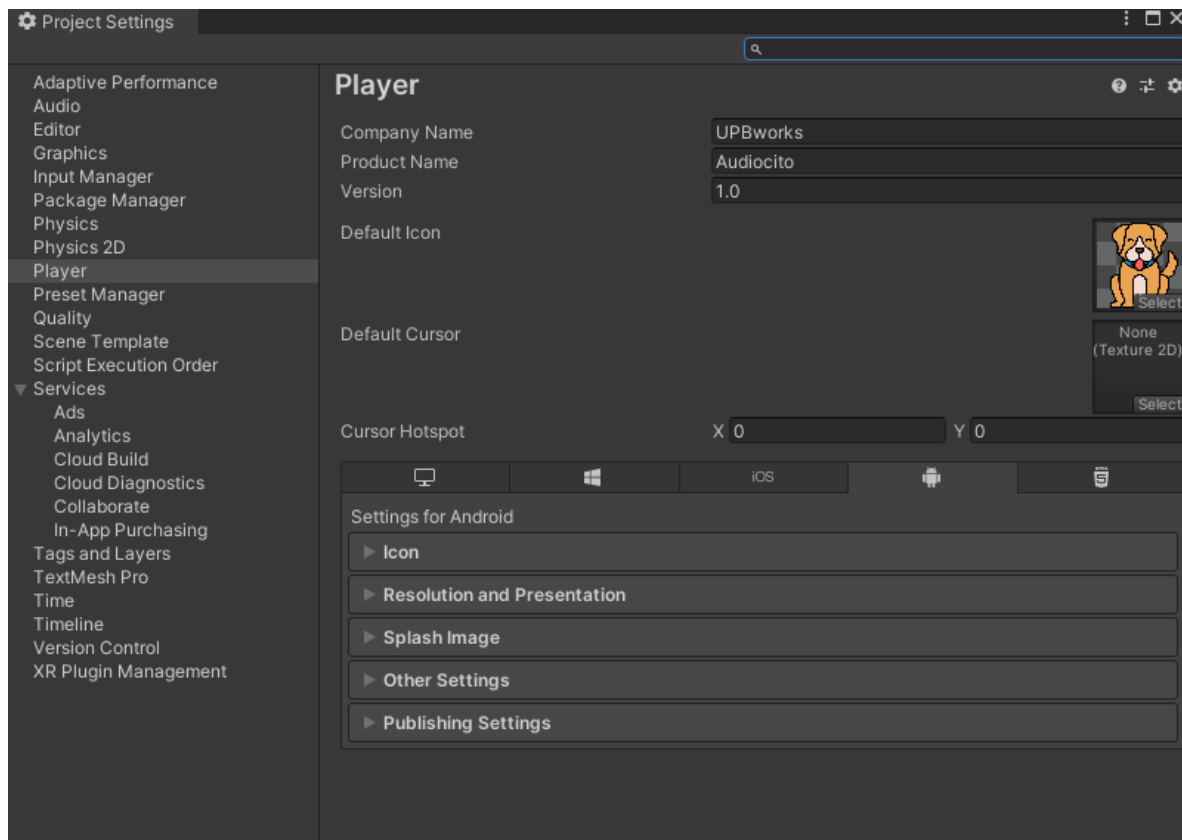 Project Settings
Adaptive Performance
Audio
Editor
Graphics
Input Manager
Package Manager
Physics
Physics 2D
Player
Preset Manager
Quality
Scene Template
Script Execution Order
Services
Ads
Analytics
Cloud Build
Cloud Diagnostics
Collaborate
In-App Purchasing
Tags and Layers
TextMesh Pro
Time
Timeline
Version Control
XR Plugin Management
Player
Company Name UPBworks
Product Name Audiocito
Version 1.0
Default Icon
Select
Default Cursor
None
(Texture 2D)
Select
Cursor Hotspot X 0 Y 0
iOS
Settings for Android
Icon
Resolution and Presentation
Splash Image
Other Settings
Publishing Settings